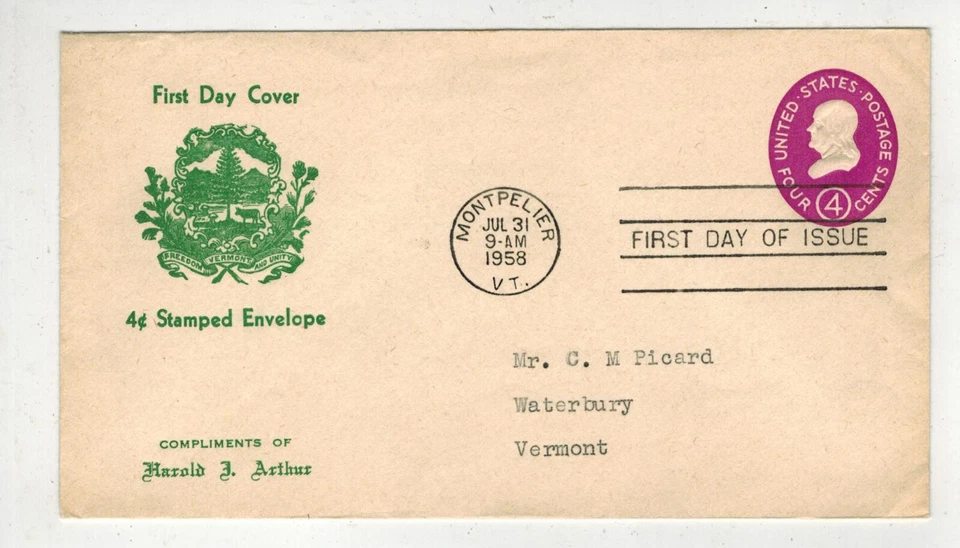 First Day Cover
FREEDOM VERMONT AND UNITY
4¢ Stamped Envelope
COMPLIMENTS OF
Harold J. Arthur
MONTPELIER
JUL 31
9-AM
1958
VT.
UNITED·STATES·POSTAGE
FOUR 4 CENTS
FIRST DAY OF ISSUE
Mr. C. M Picard
Waterbury
Vermont